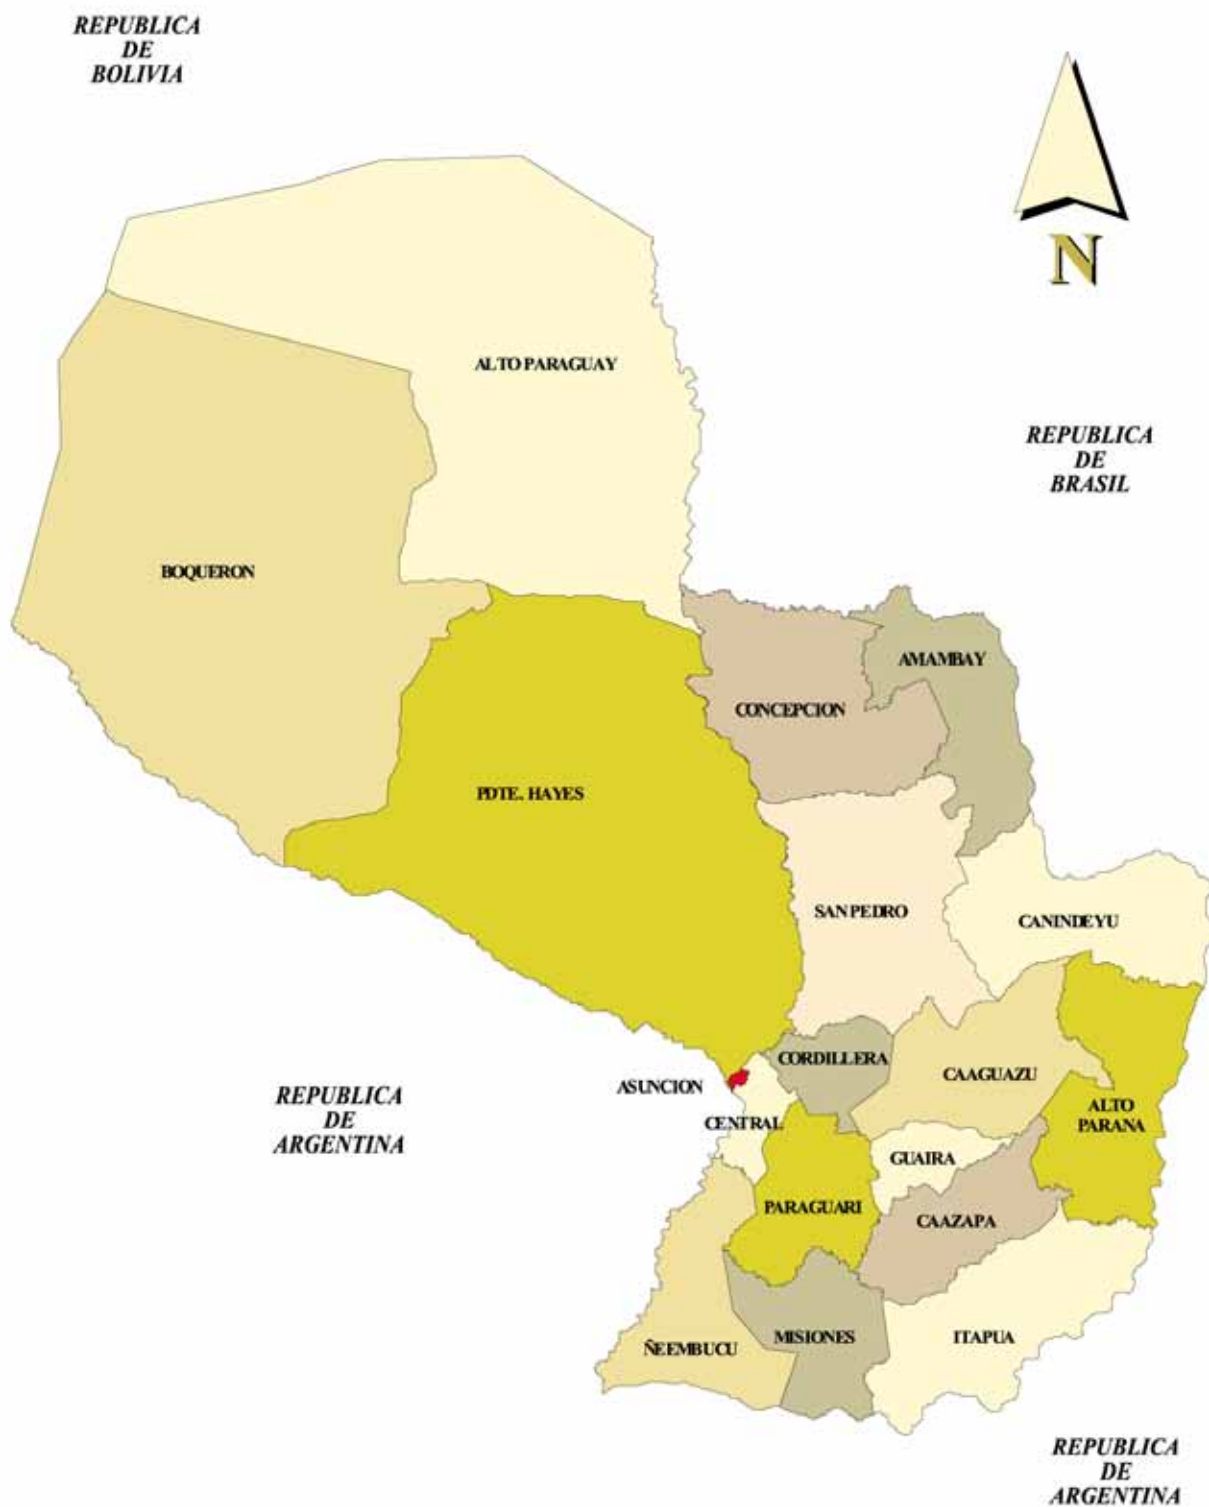 REPUBLICA
DE
BOLIVIA
N
ALTO PARAGUAY
REPUBLICA
DE
BRASIL
BOQUERON
AMAMBAY
CONCEPCION
PDTE. HAYES
SAN PEDRO
CANINDEYU
CORDILLERA
CAAGUAZU
ASUNCION
REPUBLICA
DE
ARGENTINA
ALTO
PARANA
CENTRAL
GUAIRA
PARAGUARI
CAAZAPA
ÑEEMBUCU
MISIONES
ITAPUA
REPUBLICA
DE
ARGENTINA